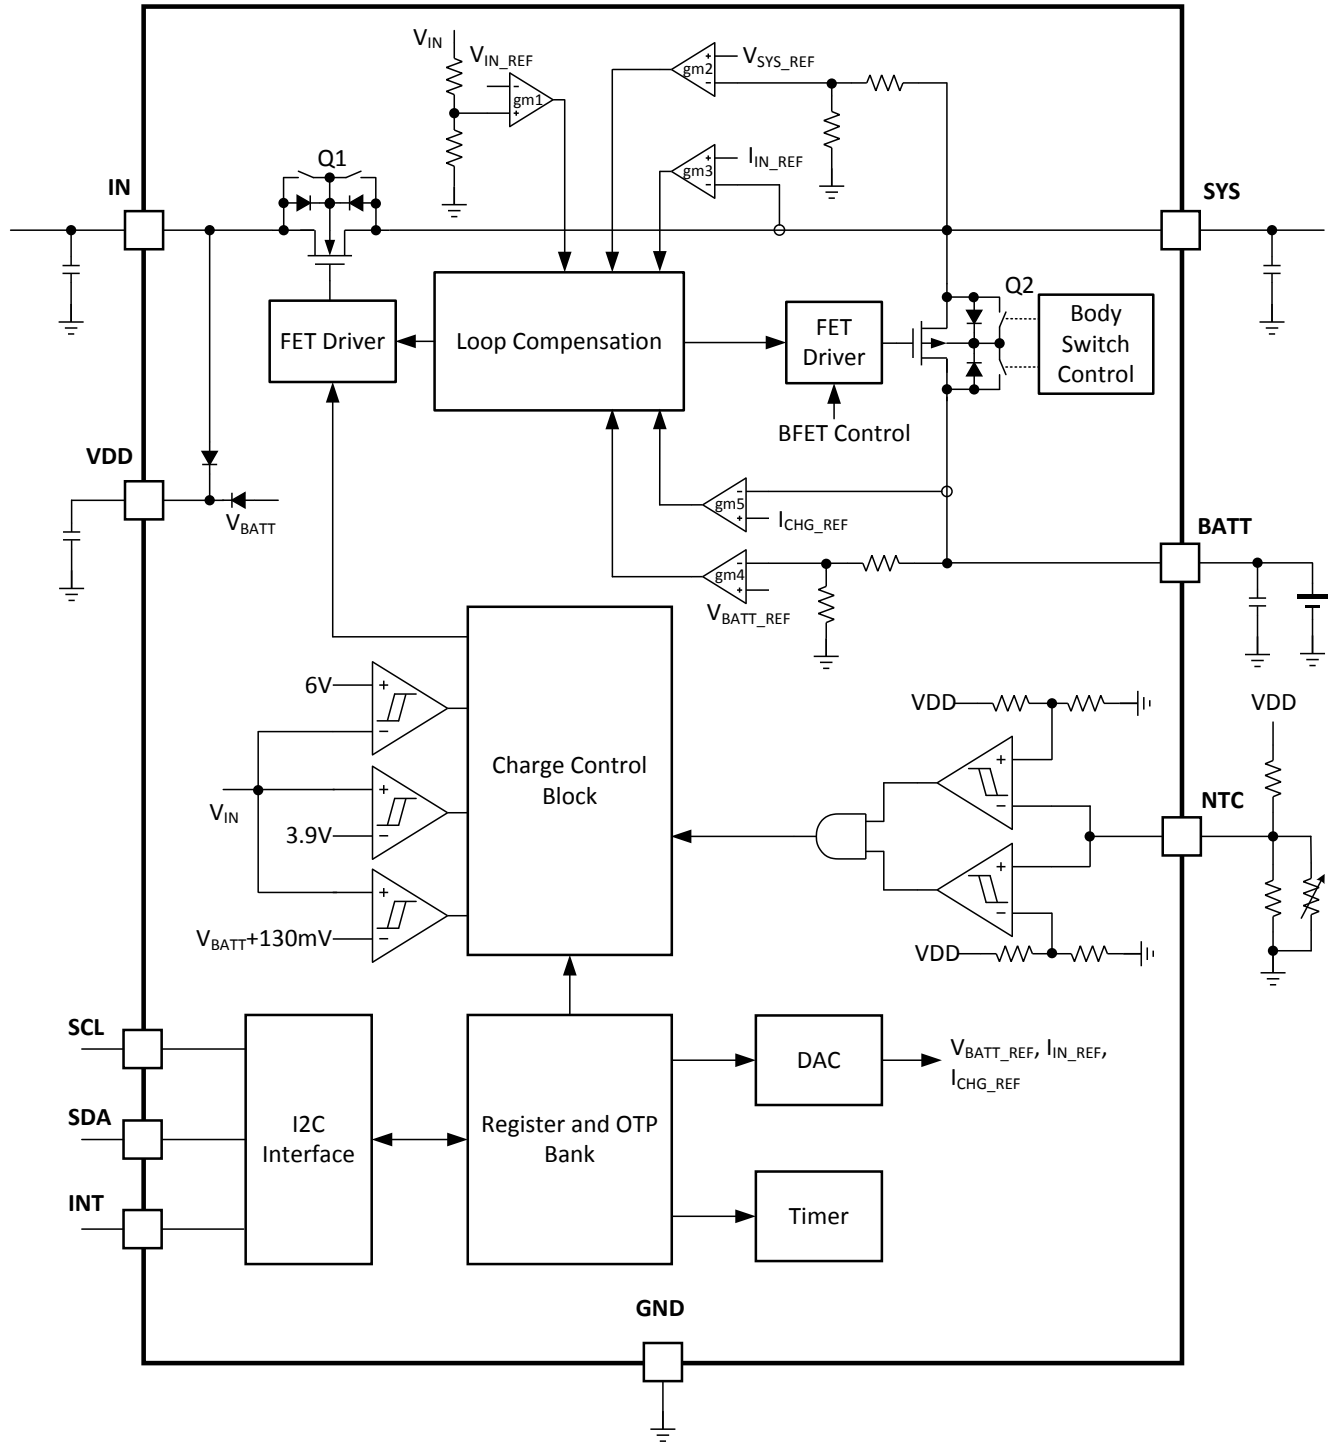 V_IN
V_IN_REF
-
gm1
+
+
gm2
-
V_SYS_REF
+
gm3
-
I_IN_REF
Q1
IN
SYS
FET Driver
Loop Compensation
FET
Driver
Q2
Body
Switch
Control
BFET Control
VDD
V_BATT
-
gm5
+
I_CHG_REF
BATT
-
gm4
+
V_BATT_REF
6V
+
-
V_IN
+
3.9V
-
+
V_BATT+130mV
-
Charge Control
Block
VDD
+
-
+
-
VDD
VDD
NTC
SCL
SDA
INT
I2C
Interface
Register and OTP
Bank
DAC
V_BATT_REF, I_IN_REF,
I_CHG_REF
Timer
GND